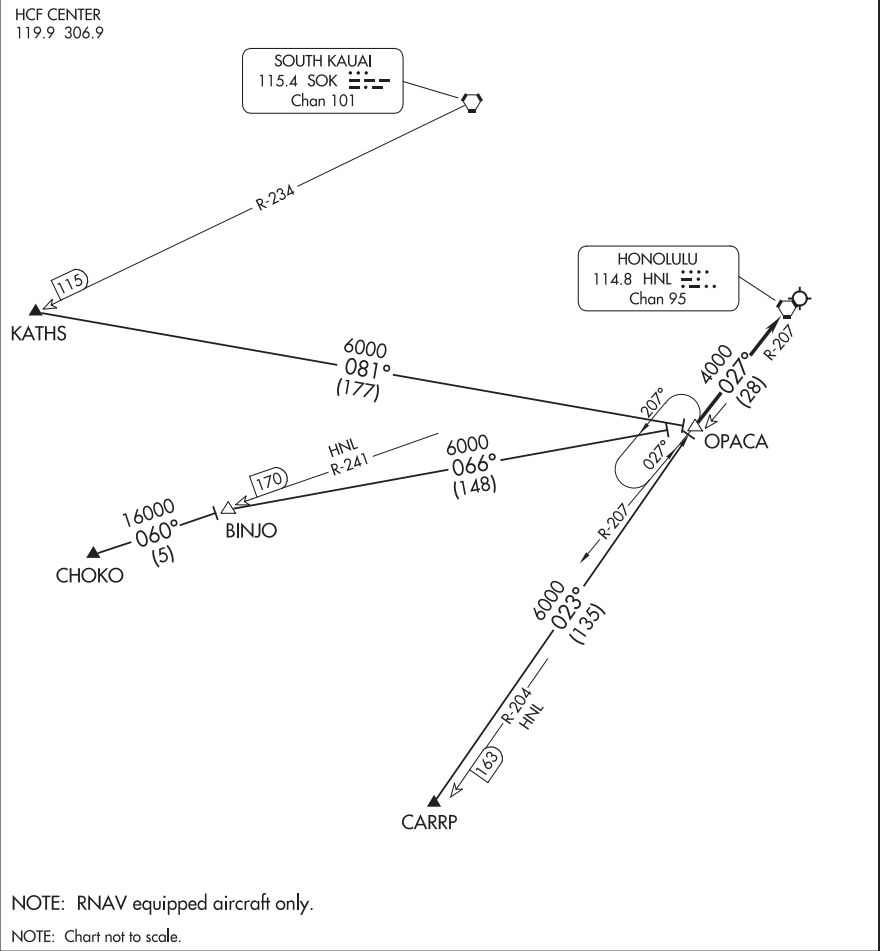 HCF CENTER
119.9 306.9
SOUTH KAUAI
115.4 SOK
Chan 101
R-234
115
KATHS
HONOLULU
114.8 HNL
Chan 95
R-207
4000
027°
(28)
6000
081°
(177)
207°
027°
OPACA
HNL
R-241
170
6000
066°
(148)
BINJO
16000
060°
(5)
CHOKO
R-207
6000
023°
(135)
R-204
HNL
163
CARRP
NOTE: RNAV equipped aircraft only.
NOTE: Chart not to scale.